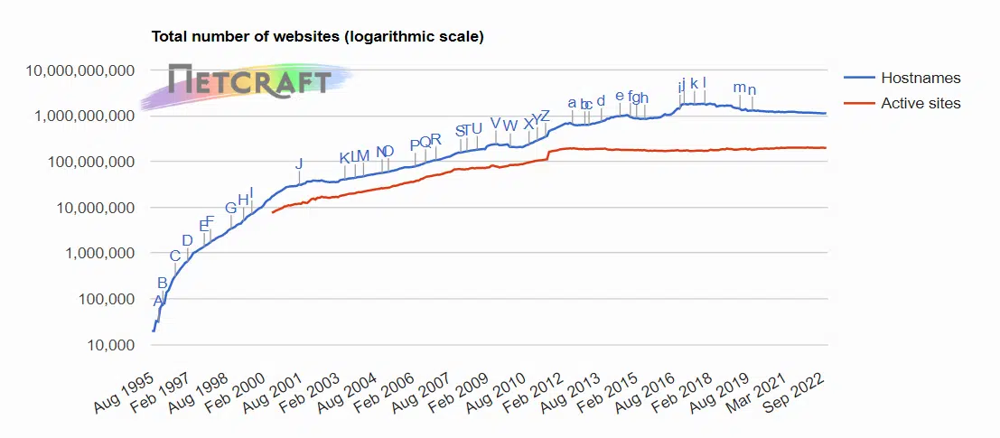 Total number of websites (logarithmic scale)
NETCRAFT
10,000,000,000
1,000,000,000
100,000,000
10,000,000
1,000,000
100,000
10,000
Hostnames
Active sites
A B C D E F G H I J K L M N O P Q R S T U V W X Y Z a b c d e f g h i j k l m n
Aug 1995
Feb 1997
Aug 1998
Feb 2000
Aug 2001
Feb 2003
Aug 2004
Feb 2006
Aug 2007
Feb 2009
Aug 2010
Feb 2012
Aug 2013
Feb 2015
Aug 2016
Feb 2018
Aug 2019
Mar 2021
Sep 2022